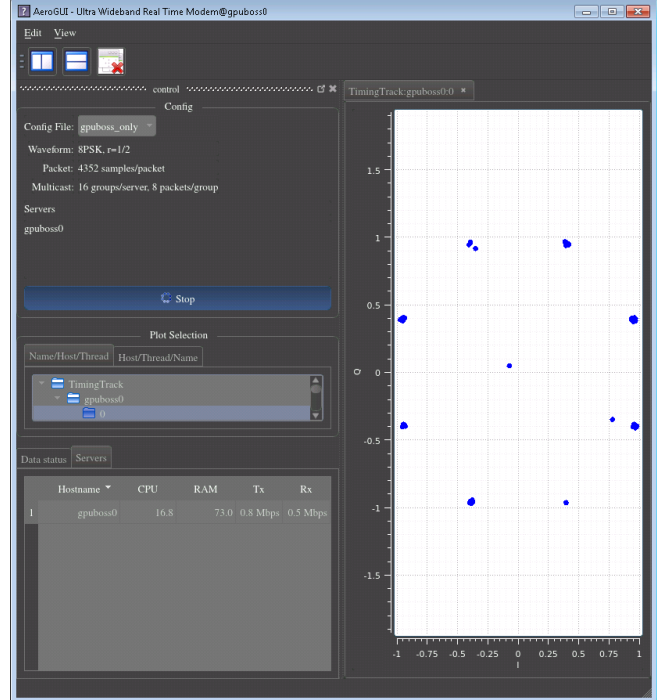 AeroGUI - Ultra Wideband Real Time Modem@gpuboss0
Edit View
control
Config
Config File: gpuboss_only
Waveform: 8PSK, r=1/2
Packet: 4352 samples/packet
Multicast: 16 groups/server, 8 packets/group
Servers
gpuboss0
Stop
Plot Selection
Name/Host/Thread Host/Thread/Name
TimingTrack
gpuboss0
0
Data status Servers
Hostname CPU RAM Tx Rx
1 gpuboss0 16.8 73.0 0.8 Mbps 0.5 Mbps
TimingTrack:gpuboss0:0
1.5
1
0.5
Q 0
-0.5
-1
-1.5
-1 -0.75 -0.5 -0.25 0 0.25 0.5 0.75 1
I